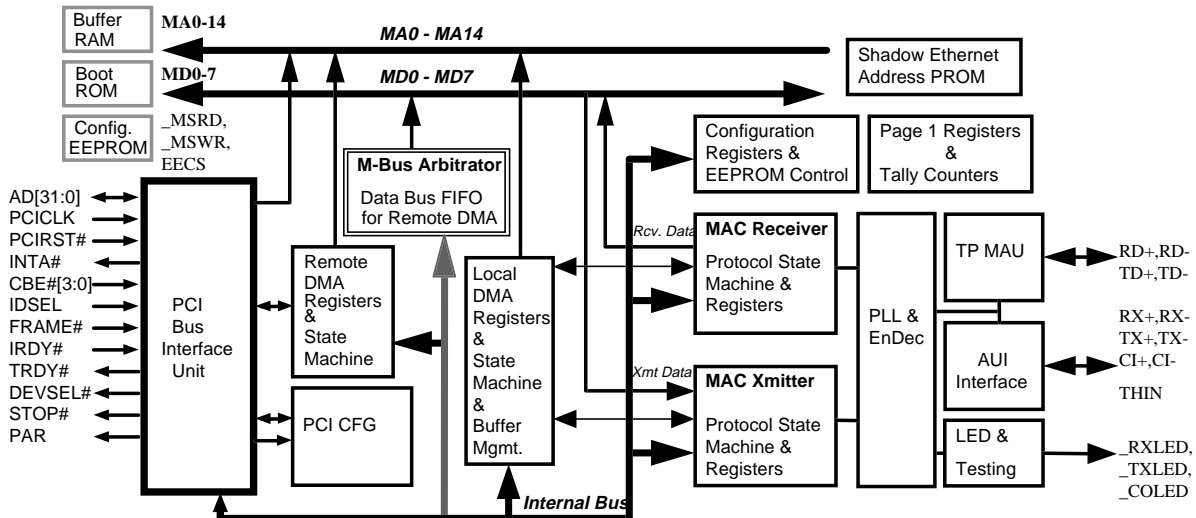 Buffer
RAM
MA0-14
MA0 - MA14
Shadow Ethernet
Address PROM
Boot
ROM
MD0-7
MD0 - MD7
Config.
EEPROM
_MSRD,
_MSWR,
EECS
Configuration
Registers &
EEPROM Control
Page 1 Registers
&
Tally Counters
M-Bus Arbitrator
Data Bus FIFO
for Remote DMA
AD[31:0]
PCICLK
PCIRST#
INTA#
CBE#[3:0]
IDSEL
FRAME#
IRDY#
TRDY#
DEVSEL#
STOP#
PAR
PCI
Bus
Interface
Unit
Remote
DMA
Registers
&
State
Machine
PCI CFG
Local
DMA
Registers
&
State
Machine
&
Buffer
Mgmt.
Rcv. Data
MAC Receiver
Protocol State
Machine &
Registers
Xmt Data
MAC Xmitter
Protocol State
Machine &
Registers
PLL &
EnDec
TP MAU
AUI
Interface
LED &
Testing
RD+,RD-
TD+,TD-
RX+,RX-
TX+,TX-
CI+,CI-
THIN
_RXLED,
_TXLED,
_COLED
Internal Bus